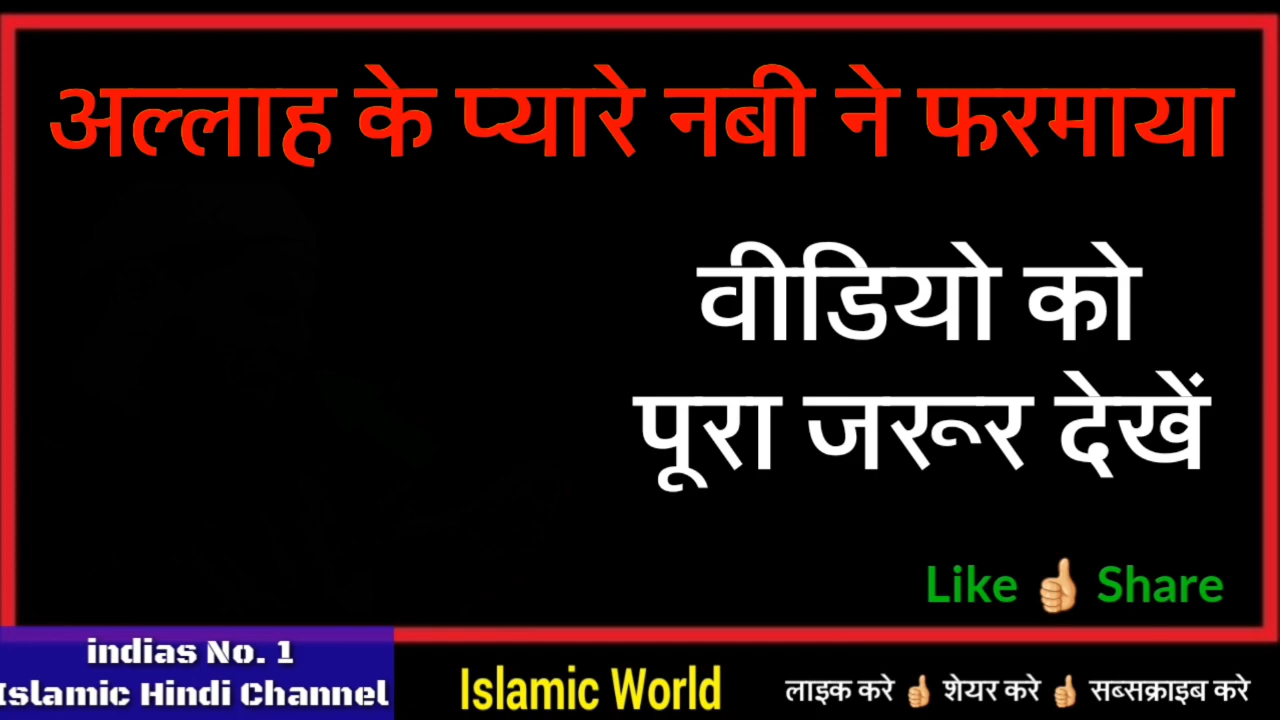 अल्लाह के प्यारे नबी ने फरमाया
वीडियो को
पूरा जरूर देखें
Like 👍 Share
indias No. 1
Islamic Hindi Channel
Islamic World
लाइक करे 👍 शेयर करे 👍 सब्सक्राइब करे